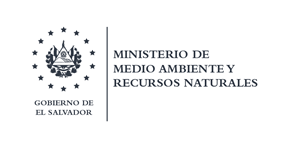 GOBIERNO DE
EL SALVADOR
MINISTERIO DE
MEDIO AMBIENTE Y
RECURSOS NATURALES